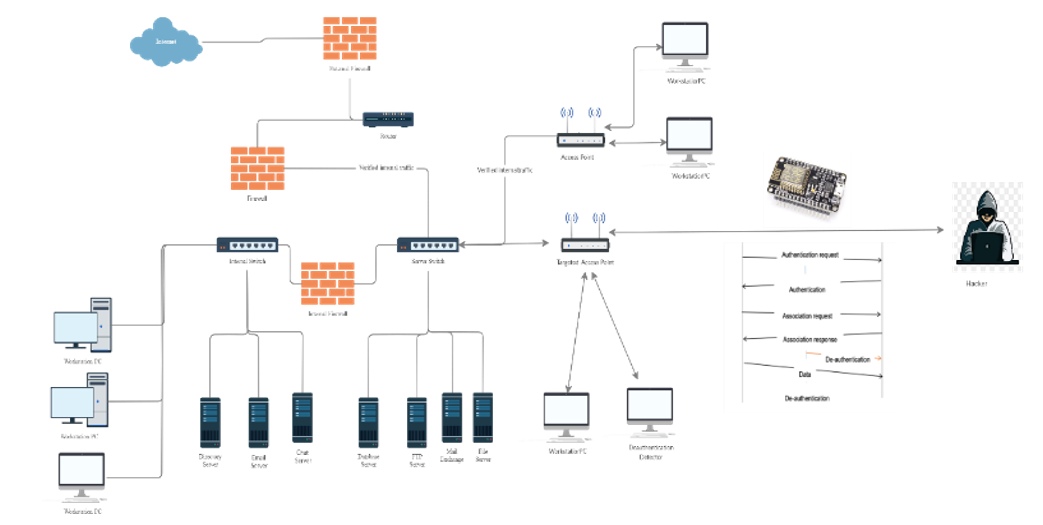 Internet
External Firewall
Router
Firewall
Verified internal traffic
Workstation PC
Access Point
Workstation PC
Verified internal traffic
Internal Switch
Server Switch
Targeted Access Point
Internal Firewall
Hacker
Authentication request
Authentication
Association request
Association response
De-authentication
Data
De-authentication
Workstation PC
Workstation PC
Workstation PC
Directory
Server
Email
Server
Chat
Server
Database
Server
FTP
Server
Mail
Exchange
File
Server
Workstation PC
Deauthentication
Detector